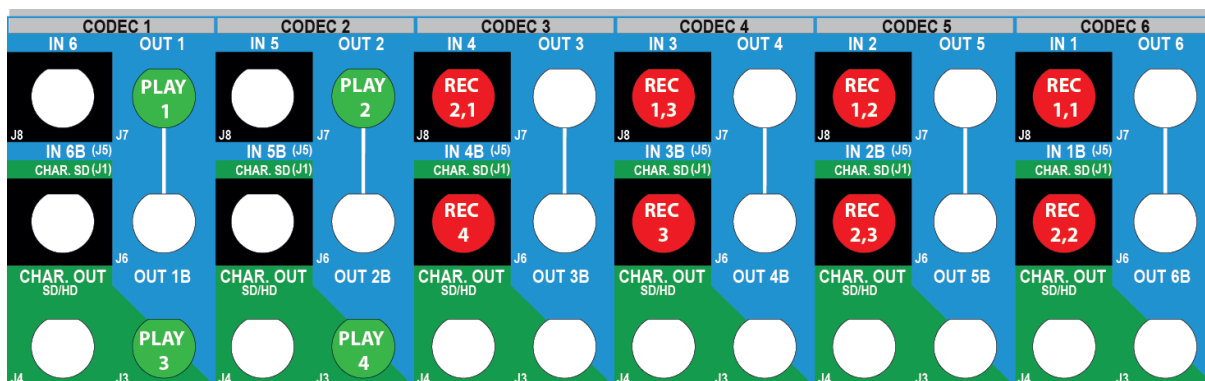 CODEC 1 CODEC 2 CODEC 3 CODEC 4 CODEC 5 CODEC 6
IN 6 OUT 1 IN 5 OUT 2 IN 4 OUT 3 IN 3 OUT 4 IN 2 OUT 5 IN 1 OUT 6
PLAY PLAY REC REC REC REC
1 2 2,1 1,3 1,2 1,1
J8 J7 J8 J7 J8 J7 J8 J7 J8 J7 J8 J7
IN 6B (J5) IN 5B (J5) IN 4B (J5) IN 3B (J5) IN 2B (J5) IN 1B (J5)
CHAR. SD (J1) CHAR. SD (J1) CHAR. SD (J1) CHAR. SD (J1) CHAR. SD (J1) CHAR. SD (J1)
REC REC REC REC
4 3 2,3 2,2
J6 J6 J6 J6 J6 J6
CHAR. OUT OUT 1B CHAR. OUT OUT 2B CHAR. OUT OUT 3B CHAR. OUT OUT 4B CHAR. OUT OUT 5B CHAR. OUT OUT 6B
SD/HD SD/HD SD/HD SD/HD SD/HD SD/HD
PLAY PLAY
3 4
J4 J3 J4 J3 J4 J3 J4 J3 J4 J3 J4 J3